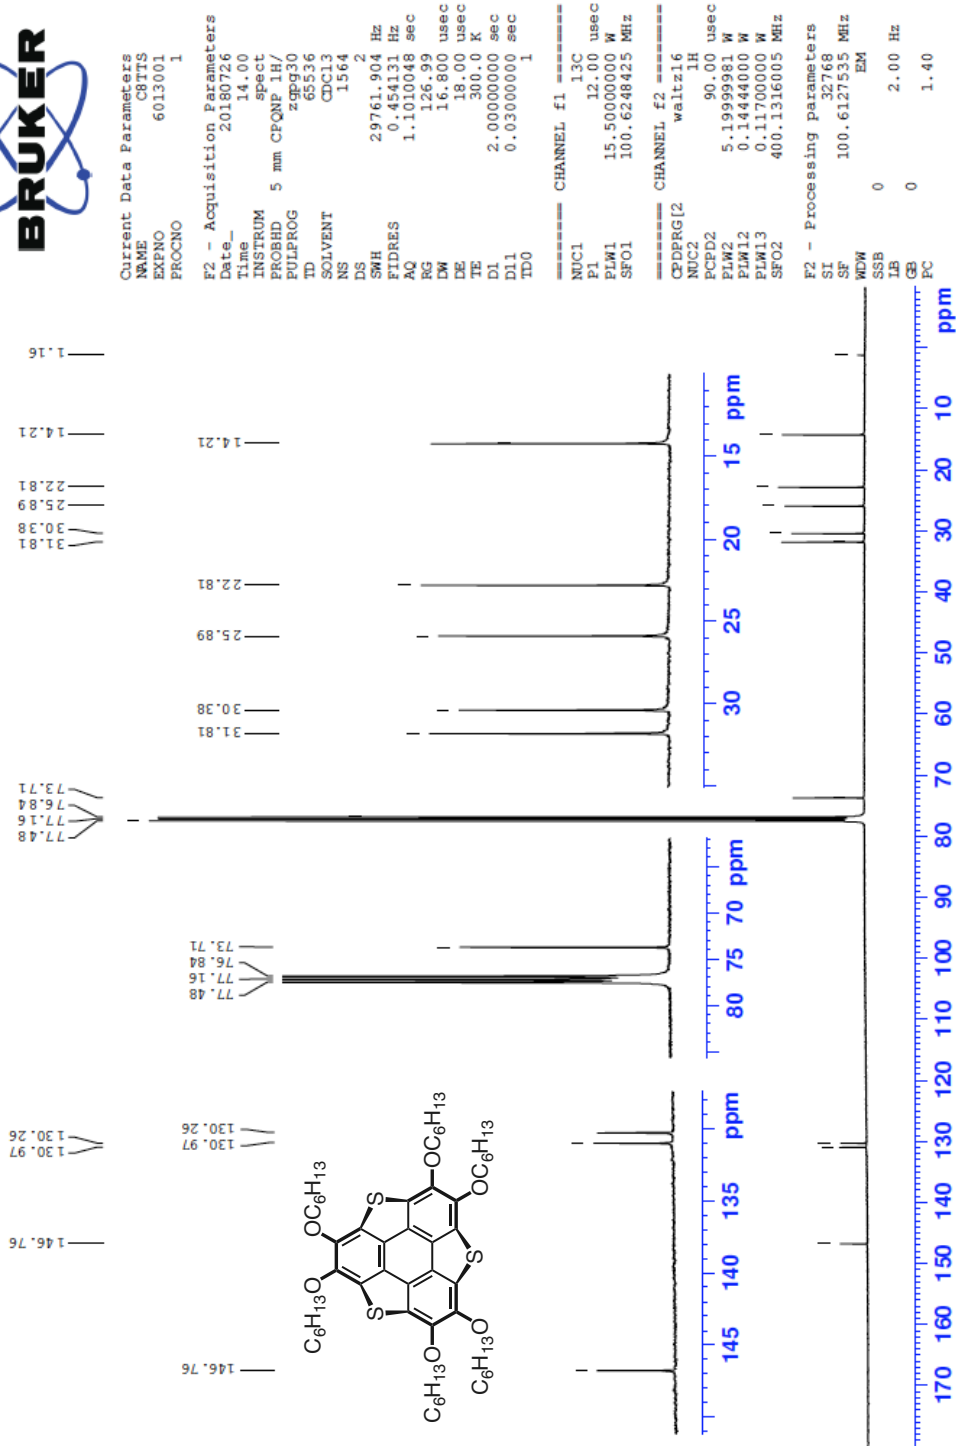 BRUKER
Current Data Parameters
NAME C8TTS
EXPNO 6013001
PROCNO 1
F2 - Acquisition Parameters
Date_ 20180726
Time 14.00
INSTRUM spect
PROBHD 5 mm CPQNP 1H/
PULPROG zgpg30
TD 65536
SOLVENT CDCl3
NS 1564
DS 2
SWH 29761.904 Hz
FIDRES 0.454131 Hz
AQ 1.1010048 sec
RG 126.99
DW 16.800 usec
DE 18.00 usec
TE 300.0 K
D1 2.00000000 sec
D11 0.03000000 sec
TD0 1
======== CHANNEL f1 ========
NUC1 13C
P1 12.00 usec
PLW1 15.50000000 W
SFO1 100.6248425 MHz
======== CHANNEL f2 ========
CPDPRG[2 waltz16
NUC2 1H
PCPD2 90.00 usec
PLW2 5.19999981 W
PLW12 0.14444000 W
PLW13 0.11700000 W
SFO2 400.1316005 MHz
F2 - Processing parameters
SI 32768
SF 100.6127535 MHz
WDW EM
SSB 0
LB 2.00 Hz
GB 0
PC 1.40
146.76
130.97
130.26
77.48
77.16
76.84
73.71
31.81
30.38
25.89
22.81
14.21
1.16
146.76
130.97
130.26
77.48
77.16
76.84
73.71
31.81
30.38
25.89
22.81
14.21
OC6H13
C6H13O
S
S
S
C6H13O
C6H13O
OC6H13
OC6H13
145 140 135 ppm
80 75 70 ppm
30 25 20 15 ppm
170 160 150 140 130 120 110 100 90 80 70 60 50 40 30 20 10 ppm